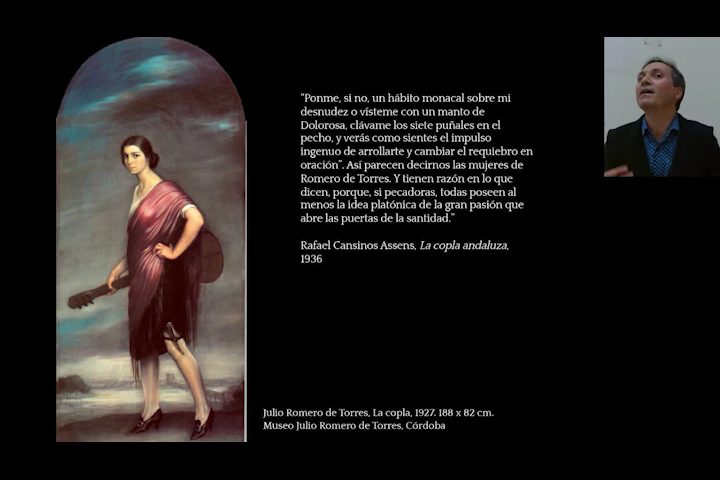 “Ponme, si no, un hábito monacal sobre mi
desnudez o vísteme con un manto de
Dolorosa, clávame los siete puñales en el
pecho, y verás como sientes el impulso
ingenuo de arrollarte y cambiar el requiebro en
oración”. Así parecen decirnos las mujeres de
Romero de Torres. Y tienen razón en lo que
dicen, porque, si pecadoras, todas poseen al
menos la idea platónica de la gran pasión que
abre las puertas de la santidad.”
Rafael Cansinos Assens, La copla andaluza,
1936
Julio Romero de Torres, La copla, 1927. 188 x 82 cm.
Museo Julio Romero de Torres, Córdoba